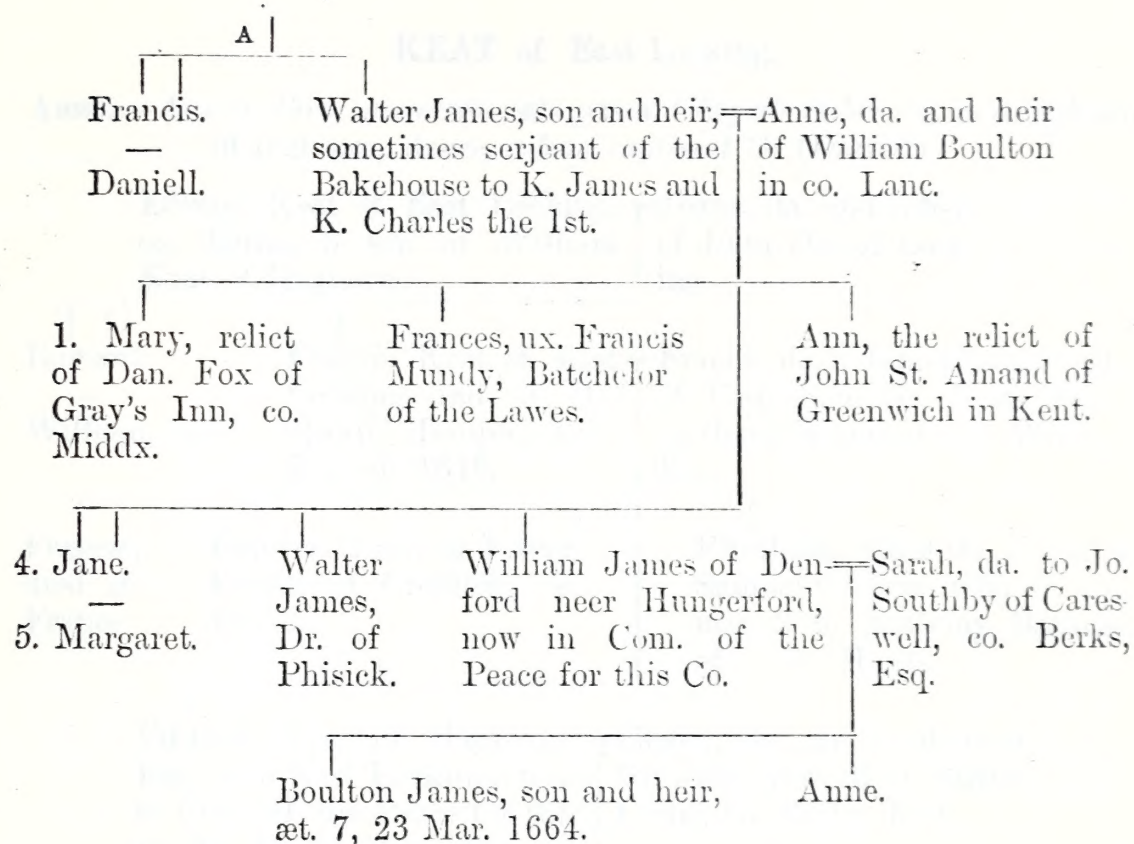 A
Francis.
—
Daniell.
Walter James, son and heir,
sometimes serjeant of the
Bakehouse to K. James and
K. Charles the 1st.
Anne, da. and heir
of William Boulton
in co. Lanc.
1. Mary, relict
of Dan. Fox of
Gray's Inn, co.
Middx.
Frances, ux. Francis
Mundy, Batchelor
of the Lawes.
Ann, the relict of
John St. Amand of
Greenwich in Kent.
4. Jane.
—
5. Margaret.
Walter
James,
Dr. of
Phisick.
William James of Den-
ford neer Hungerford,
now in Com. of the
Peace for this Co.
Sarah, da. to Jo.
Southby of Cares-
well, co. Berks,
Esq.
Boulton James, son and heir,
æt. 7, 23 Mar. 1664.
Anne.